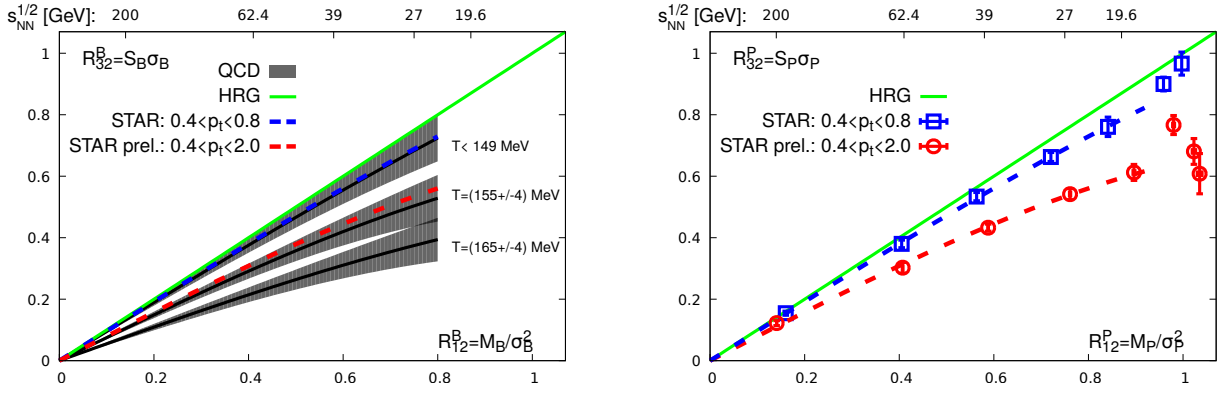 s_NN^1/2 [GeV]: 200 62.4 39 27 19.6
R_32^B=S_Bσ_B
QCD
HRG
STAR: 0.4<p_t<0.8
STAR prel.: 0.4<p_t<2.0
T< 149 MeV
T=(155+/-4) MeV
T=(165+/-4) MeV
R_12^B=M_B/σ_B^2
1
0.8
0.6
0.4
0.2
0
0 0.2 0.4 0.6 0.8 1
s_NN^1/2 [GeV]: 200 62.4 39 27 19.6
R_32^P=S_Pσ_P
HRG
STAR: 0.4<p_t<0.8
STAR prel.: 0.4<p_t<2.0
R_12^P=M_P/σ_P^2
1
0.8
0.6
0.4
0.2
0
0 0.2 0.4 0.6 0.8 1